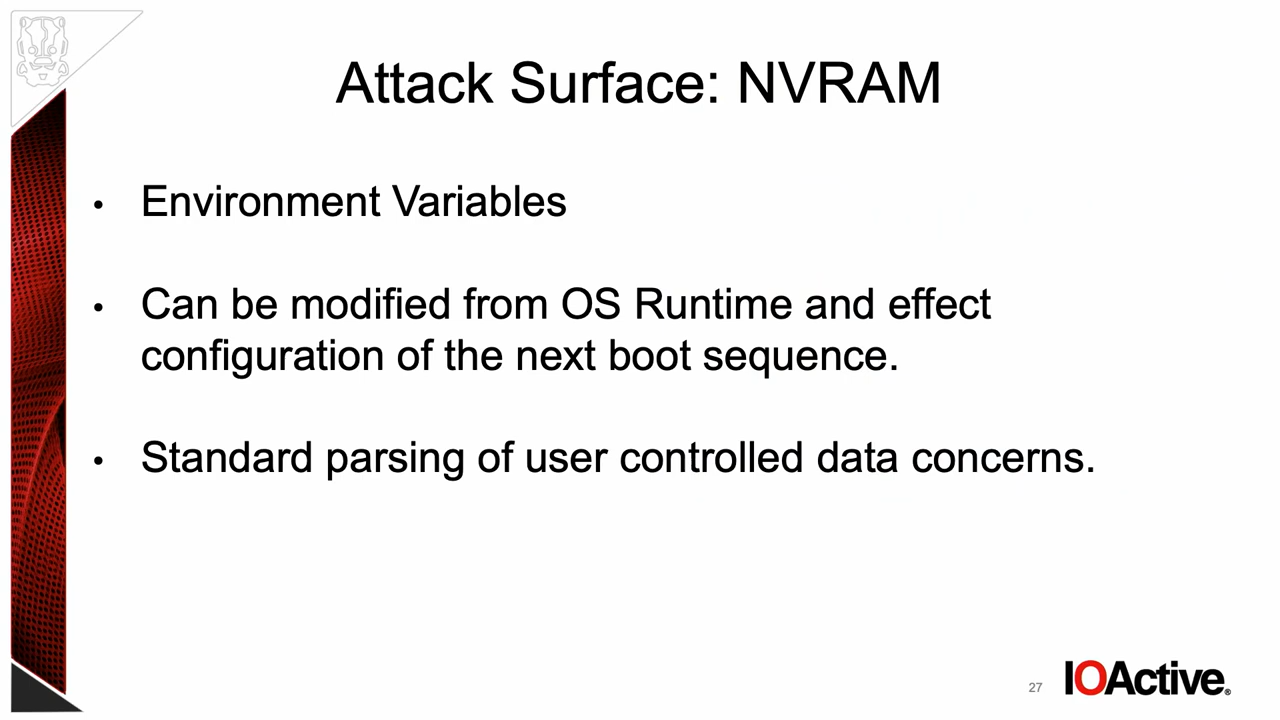 Attack Surface: NVRAM
• Environment Variables
• Can be modified from OS Runtime and effect
configuration of the next boot sequence.
• Standard parsing of user controlled data concerns.
27
IOActive®